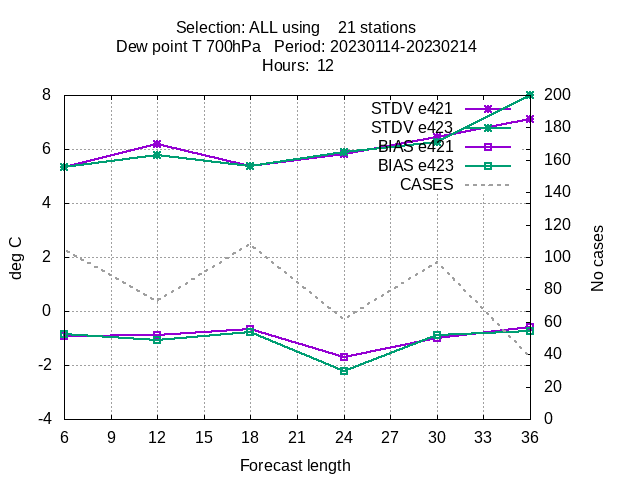 Selection: ALL using    21 stations
Dew point T 700hPa   Period: 20230114-20230214
Hours: 12
STDV e421
STDV e423
BIAS e421
BIAS e423
CASES
8
6
4
2
0
-2
-4
deg C
200
180
160
140
120
100
80
60
40
20
0
No cases
6 9 12 15 18 21 24 27 30 33 36
Forecast length